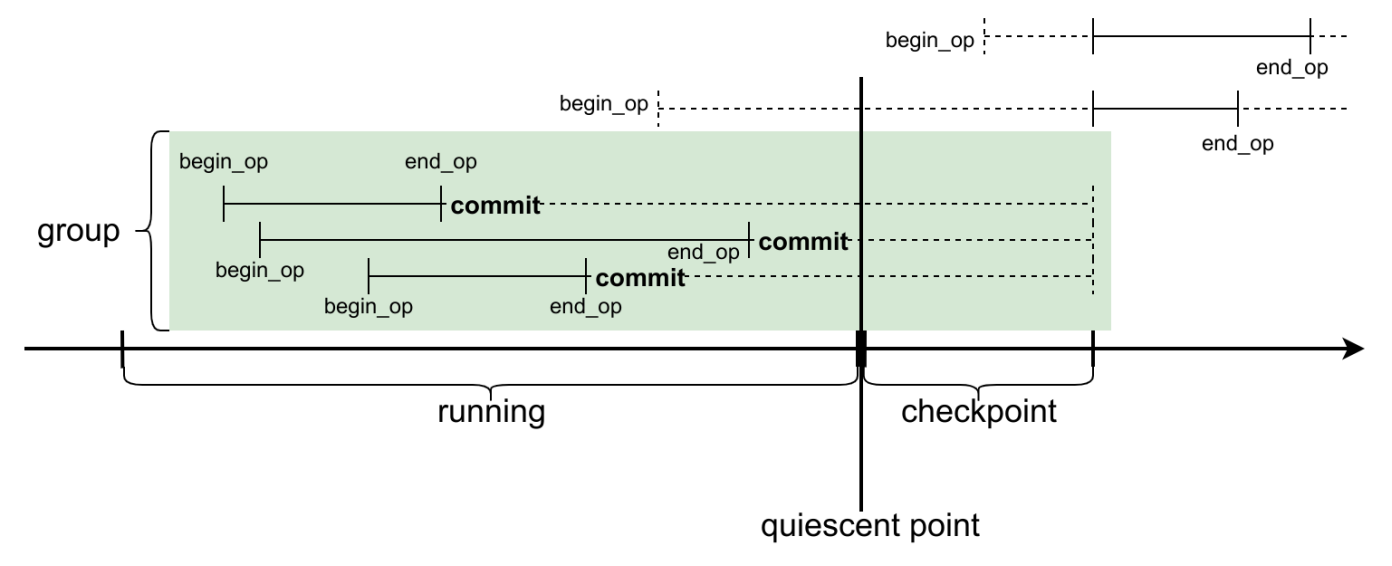 begin_op
end_op
begin_op
end_op
begin_op
end_op
commit
group
end_op
commit
begin_op
commit
begin_op
end_op
running
checkpoint
quiescent point